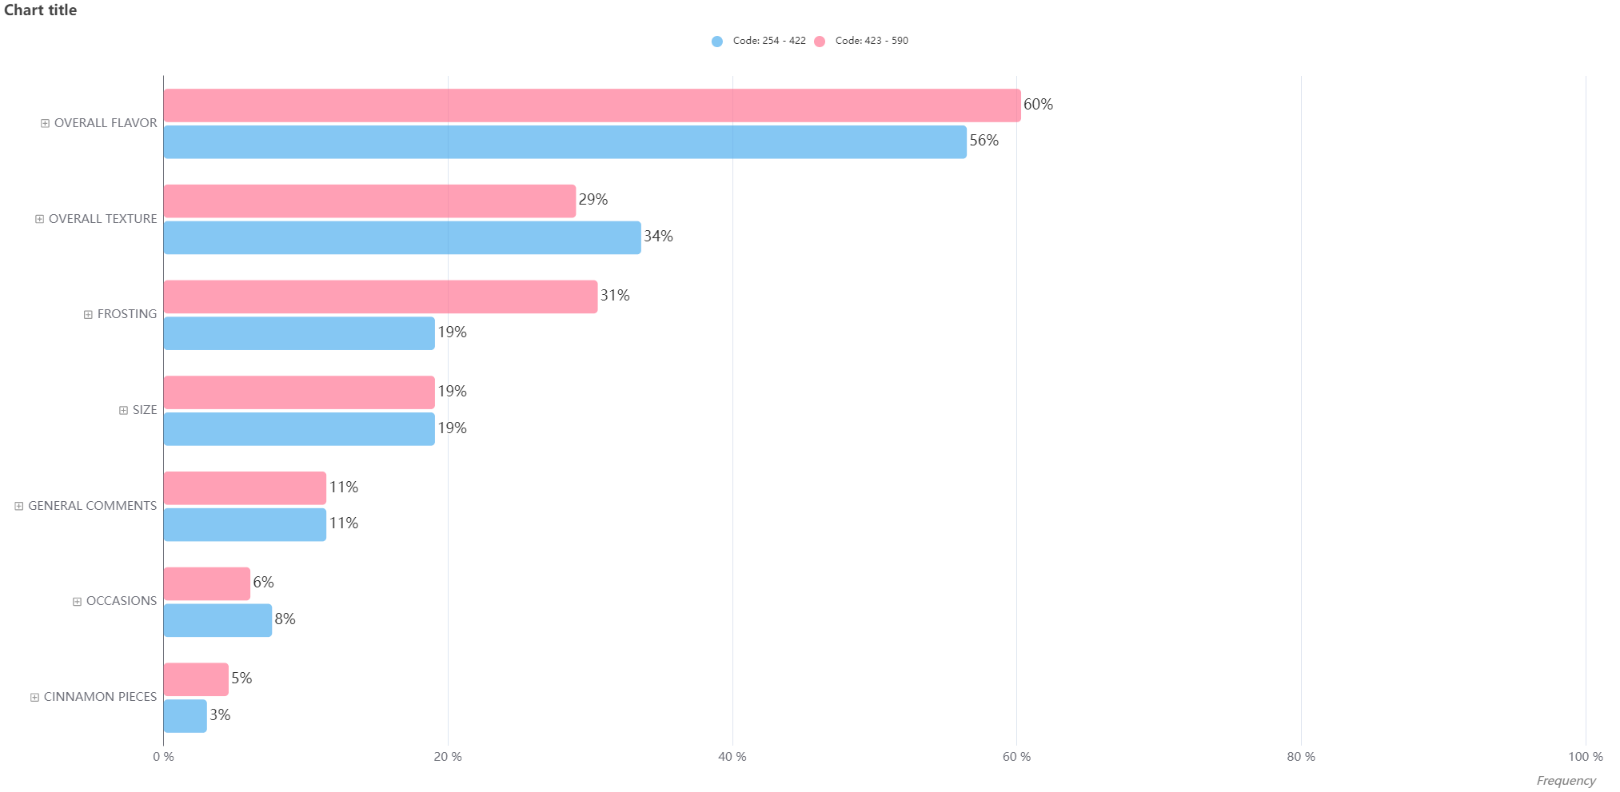 Chart title
Code: 254 - 422 Code: 423 - 590
OVERALL FLAVOR
60%
56%
OVERALL TEXTURE
29%
34%
FROSTING
31%
19%
SIZE
19%
19%
GENERAL COMMENTS
11%
11%
OCCASIONS
6%
8%
CINNAMON PIECES
5%
3%
0 % 20 % 40 % 60 % 80 % 100 %
Frequency